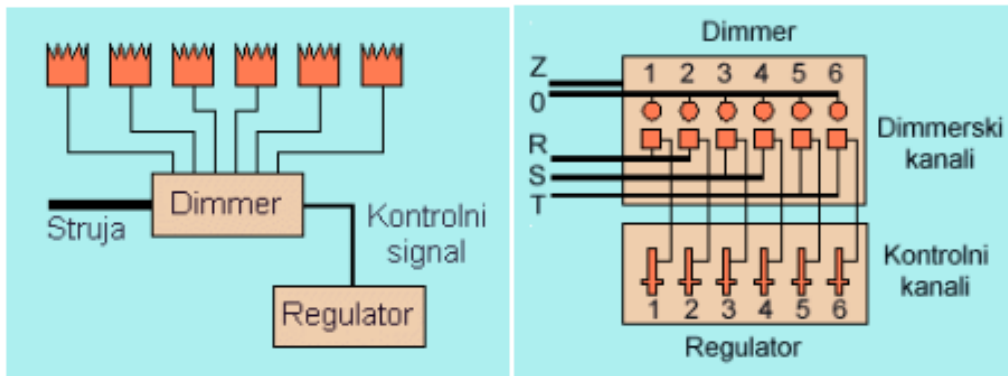 Dimmer
Struja
Kontrolni
signal
Regulator
Dimmer
Z
0
1 2 3 4 5 6
R
S
T
Dimmerski
kanali
Kontrolni
kanali
1 2 3 4 5 6
Regulator